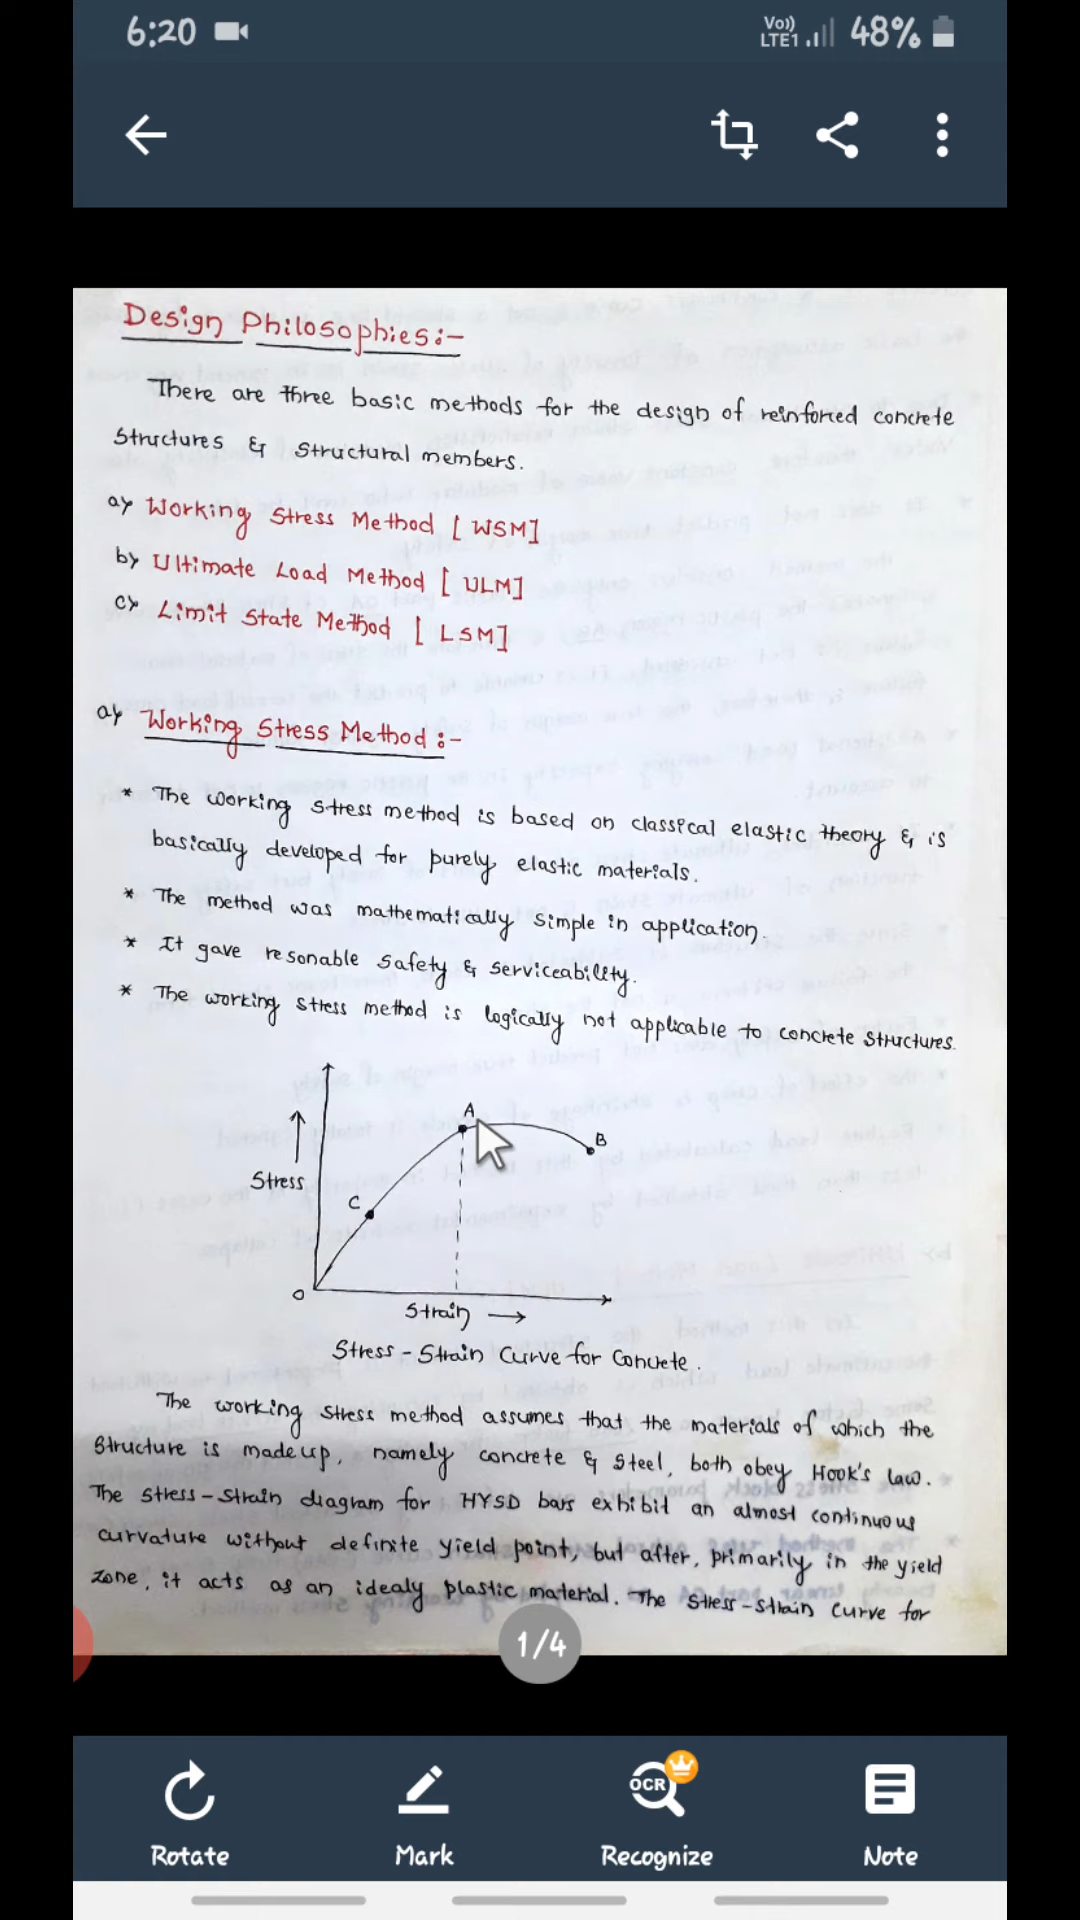 6:20 Vo)) LTE1 48%
Design Philosophies:-
There are three basic methods for the design of reinforced concrete
Structures & Structural members.
a) Working Stress Method [ WSM]
b) Ultimate Load Method [ ULM]
c) Limit State Method [ LSM]
a) Working Stress Method :-
* The working stress method is based on classical elastic theory & is
basically developed for purely elastic materials.
* The method was mathematically simple in application.
* It gave resonable safety & serviceability.
* The working stress method is logically not applicable to concrete structures.
A
B
Stress
C
O
Strain
Stress - Strain Curve for Concrete.
The working stress method assumes that the materials of which the
Structure is madeup, namely concrete & Steel, both obey Hook's law.
The stress-strain diagram for HYSD bars exhibit an almost continuous
curvature without definite yield point, but after, primarily in the yield
zone, it acts as an idealy plastic material. The Stress-strain curve for
1/4
OCR
Rotate Mark Recognize Note